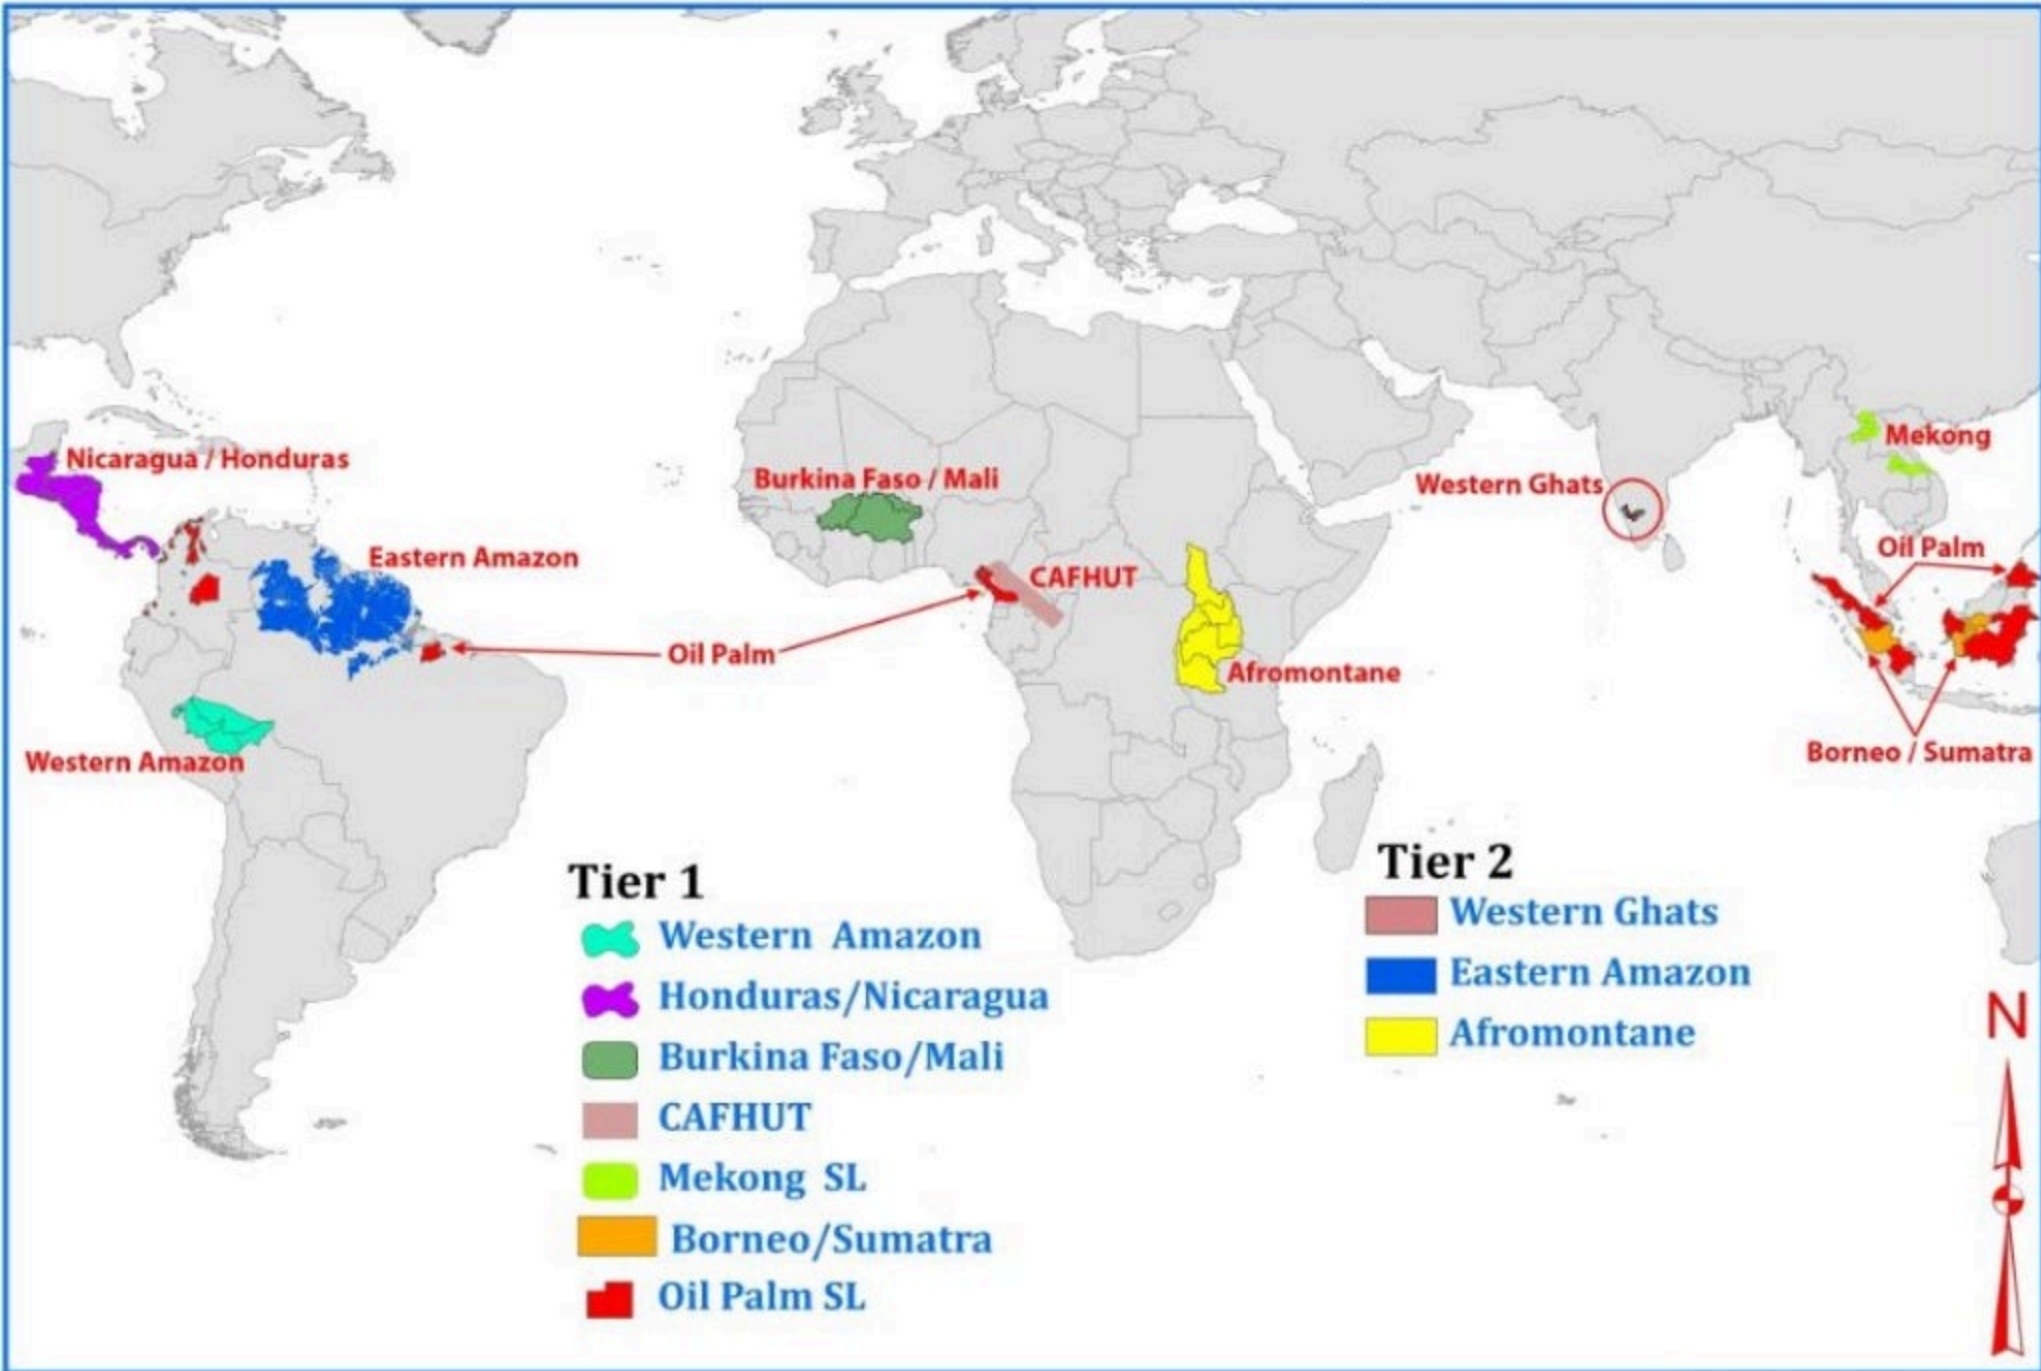 Nicaragua / Honduras
Eastern Amazon
Western Amazon
Oil Palm
Burkina Faso / Mali
CAFHUT
Afromontane
Western Ghats
Mekong
Oil Palm
Borneo / Sumatra
Tier 1
Western Amazon
Honduras/Nicaragua
Burkina Faso/Mali
CAFHUT
Mekong SL
Borneo/Sumatra
Oil Palm SL
Tier 2
Western Ghats
Eastern Amazon
Afromontane
N